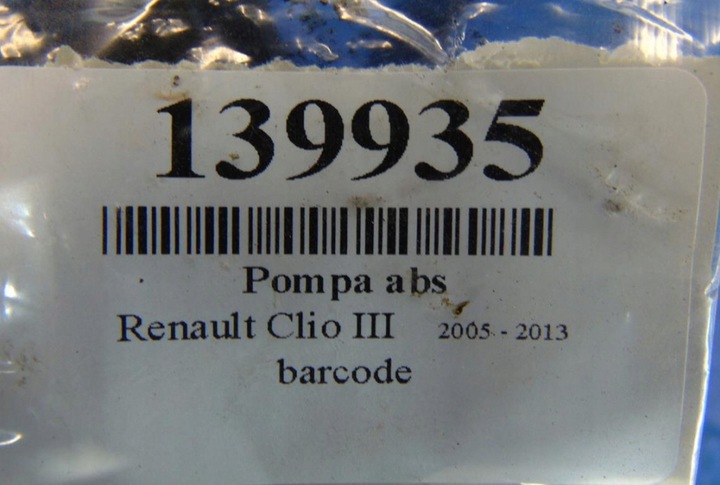 139935
Pompa abs
Renault Clio III 2005 - 2013
barcode